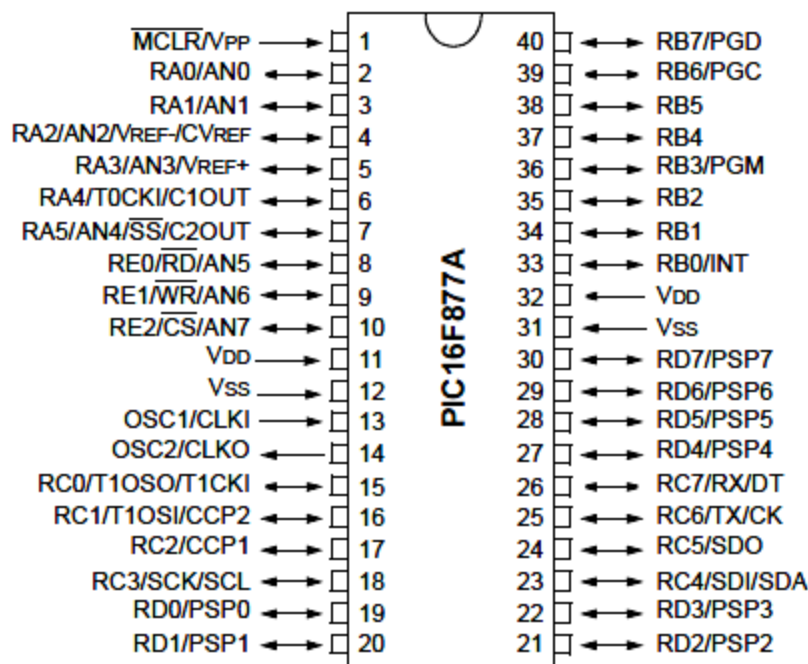 M̅C̅L̅R̅/VPP 1 40 RB7/PGD
RA0/AN0 2 39 RB6/PGC
RA1/AN1 3 38 RB5
RA2/AN2/VREF-/CVREF 4 37 RB4
RA3/AN3/VREF+ 5 36 RB3/PGM
RA4/T0CKI/C1OUT 6 35 RB2
RA5/AN4/S̅S̅/C2OUT 7 34 RB1
RE0/R̅D̅/AN5 8 33 RB0/INT
RE1/W̅R̅/AN6 9 32 VDD
RE2/C̅S̅/AN7 10 31 VSS
VDD 11 30 RD7/PSP7
VSS 12 29 RD6/PSP6
OSC1/CLKI 13 28 RD5/PSP5
OSC2/CLKO 14 27 RD4/PSP4
RC0/T1OSO/T1CKI 15 26 RC7/RX/DT
RC1/T1OSI/CCP2 16 25 RC6/TX/CK
RC2/CCP1 17 24 RC5/SDO
RC3/SCK/SCL 18 23 RC4/SDI/SDA
RD0/PSP0 19 22 RD3/PSP3
RD1/PSP1 20 21 RD2/PSP2
PIC16F877A